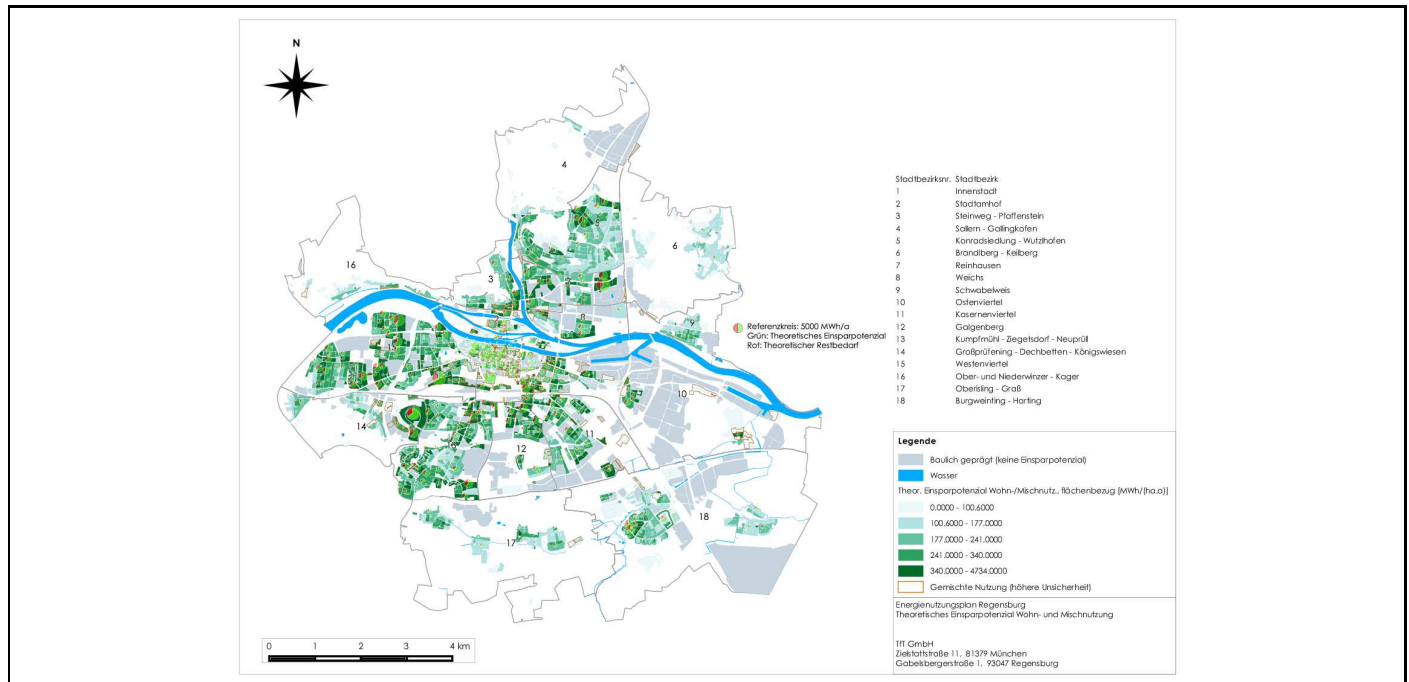 N
4
5
6
16
3
7
8
9
Referenzkreis: 5000 MWh/a
Grün: Theoretisches Einsparpotenzial
Rot: Theoretischer Restbedarf
10
14
12
11
18
17
Stadtbezirksnr. Stadtbezirk
1 Innenstadt
2 Stadtamhof
3 Steinweg - Pfaffenstein
4 Sallern - Gallingkofen
5 Konradsiedlung - Wutzlhofen
6 Brandlberg - Keilberg
7 Reinhausen
8 Weichs
9 Schwabelweis
10 Ostenviertel
11 Kasernenviertel
12 Galgenberg
13 Kumpfmühl - Ziegetsdorf - Neuprüll
14 Großprüfening - Dechbetten - Königswiesen
15 Westenviertel
16 Ober- und Niederwinzer - Kager
17 Oberisling - Graß
18 Burgweinting - Harting
Legende
Baulich geprägt (keine Einsparpotenzial)
Wasser
Theor. Einsparpotenzial Wohn-/Mischnutz., flächenbezug [MWh/(ha.a)]
0.0000 - 100.6000
100.6000 - 177.0000
177.0000 - 241.0000
241.0000 - 340.0000
340.0000 - 4734.0000
Gemischte Nutzung (höhere Unsicherheit)
Energienutzungsplan Regensburg
Theoretisches Einsparpotenzial Wohn- und Mischnutzung
TfT GmbH
Zielstattstraße 11, 81379 München
Gabelsbergerstraße 1, 93047 Regensburg
0 1 2 3 4 km